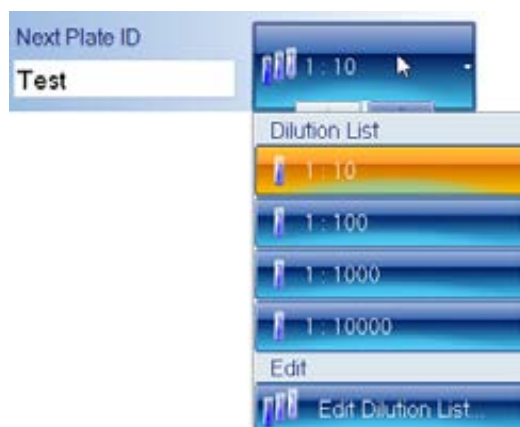 Next Plate ID
Test
1 : 10
Dilution List
1 : 10
1 : 100
1 : 1000
1 : 10000
Edit
Edit Dilution List...